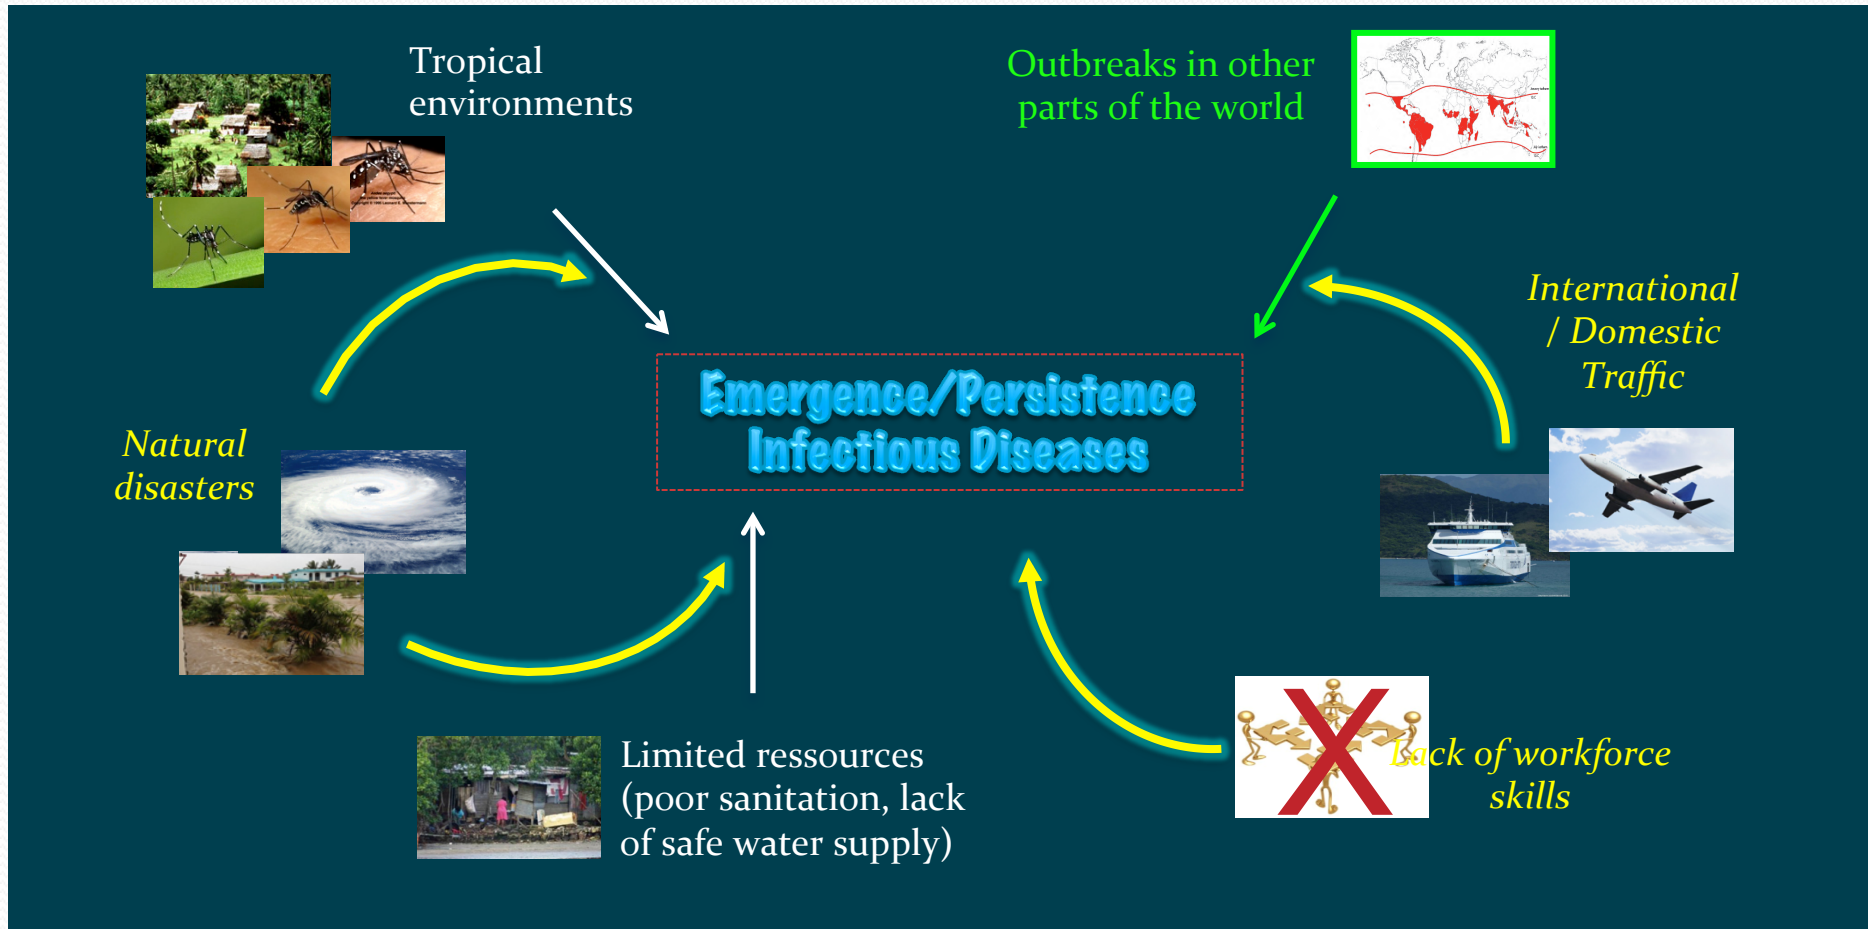 Tropical
environments
Outbreaks in other
parts of the world
International
/ Domestic
Traffic
Emergence/Persistence
Infectious Diseases
Natural
disasters
Limited ressources
(poor sanitation, lack
of safe water supply)
Lack of workforce
skills